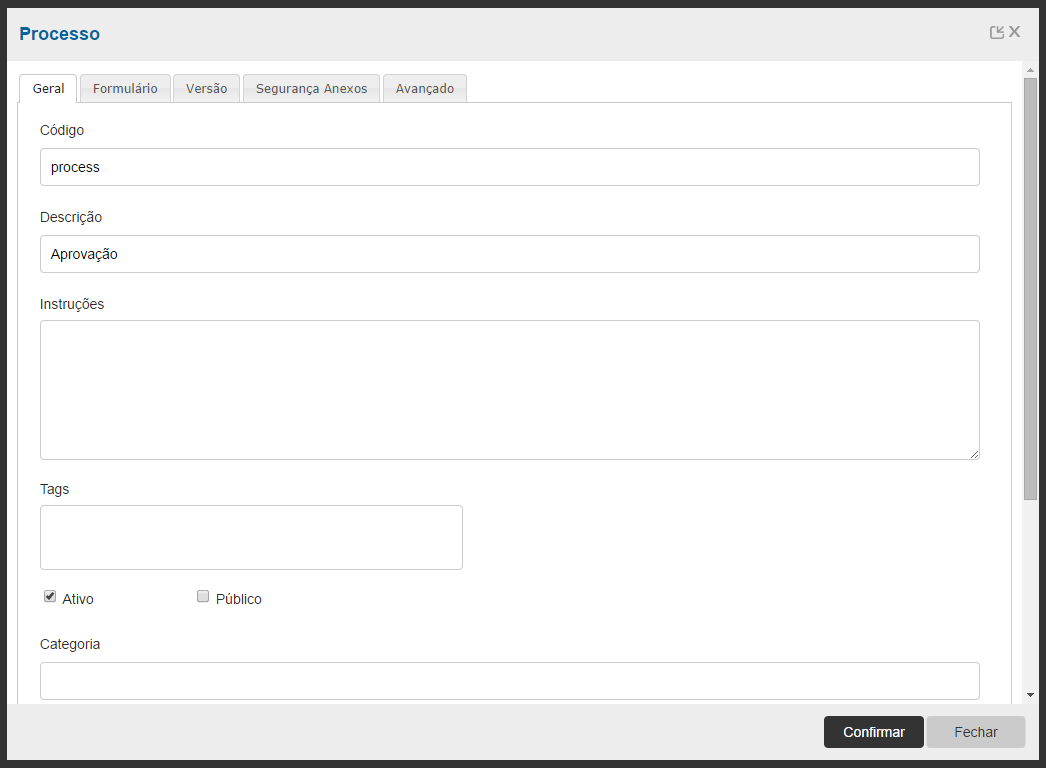 Processo
Geral Formulário Versão Segurança Anexos Avançado
Código
process
Descrição
Aprovação
Instruções
Tags
Ativo Público
Categoria
Confirmar Fechar